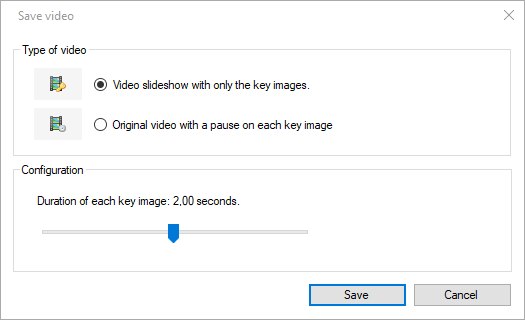 Save video
Type of video
Video slideshow with only the key images.
Original video with a pause on each key image
Configuration
Duration of each key image: 2,00 seconds.
Save
Cancel